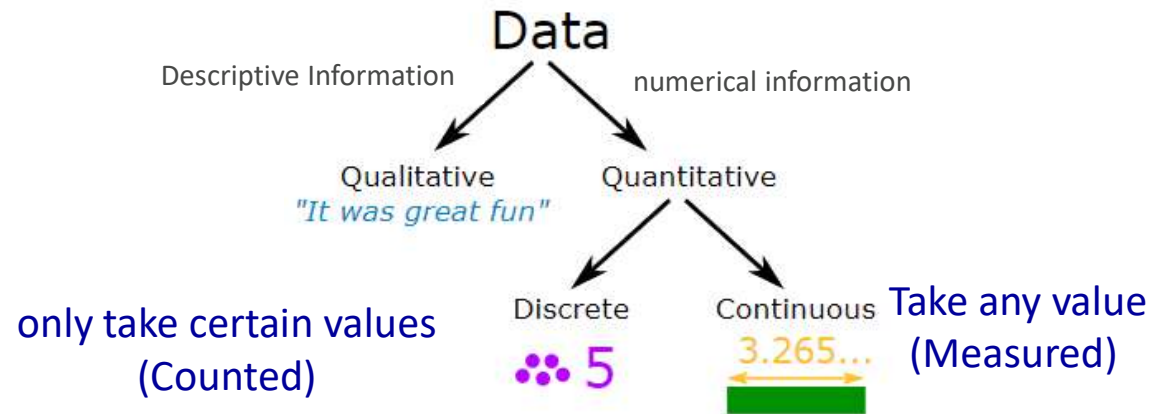 Data
Descriptive Information
numerical information
Qualitative
"It was great fun"
Quantitative
only take certain values
(Counted)
Discrete
5
Continuous
3.265...
Take any value
(Measured)